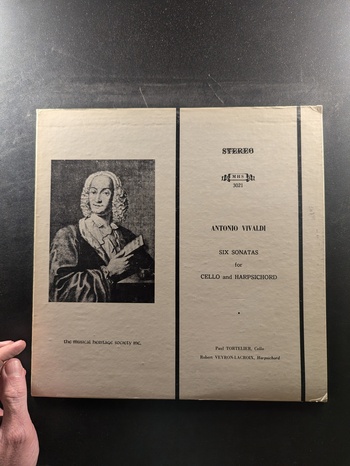 STEREO
MHS
3021
ANTONIO VIVALDI
SIX SONATAS
for
CELLO and HARPSICHORD
the musical heritage society inc.
Paul TORTELIER, Cello
Robert VEYRON-LACROIX, Harpsichord